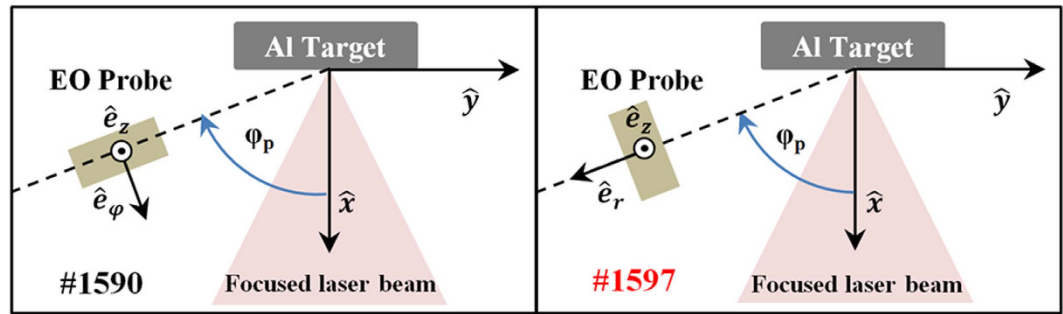 Al Target
EO Probe
ŷ
ê_z
φ_p
ê_φ
x̂
#1590
Focused laser beam
Al Target
EO Probe
ŷ
ê_z
φ_p
ê_r
x̂
#1597
Focused laser beam